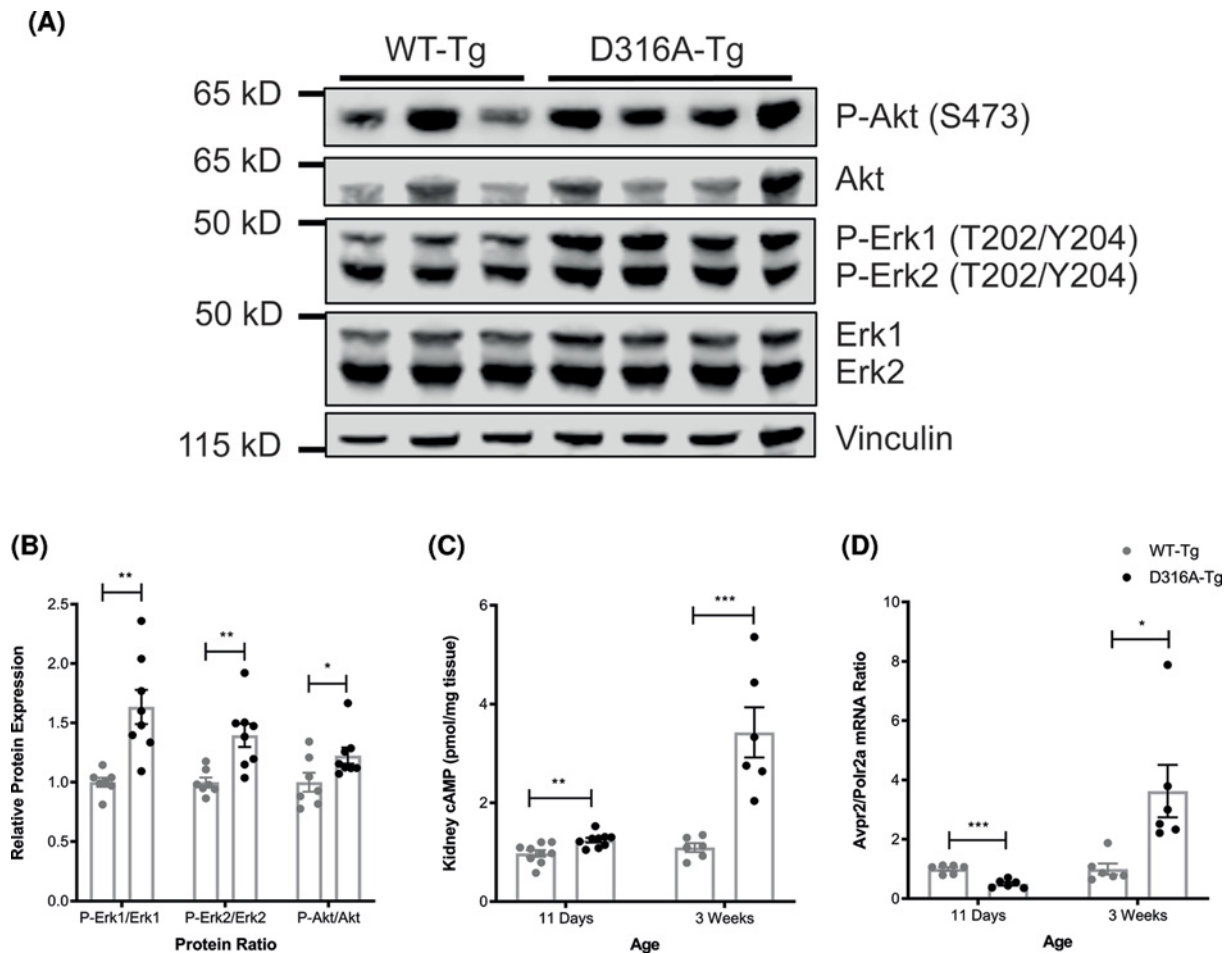 (A)
WT-Tg D316A-Tg
65 kD P-Akt (S473)
65 kD Akt
50 kD P-Erk1 (T202/Y204)
P-Erk2 (T202/Y204)
50 kD Erk1
Erk2
115 kD Vinculin
(B)
Relative Protein Expression
2.5
2.0
1.5
1.0
0.5
0.0
**
**
*
P-Erk1/Erk1 P-Erk2/Erk2 P-Akt/Akt
Protein Ratio
(C)
Kidney cAMP (pmol/mg tissue)
6
4
2
0
**
***
11 Days 3 Weeks
Age
(D)
WT-Tg
D316A-Tg
Avpr2/Polr2a mRNA Ratio
10
8
6
4
2
0
***
*
11 Days 3 Weeks
Age